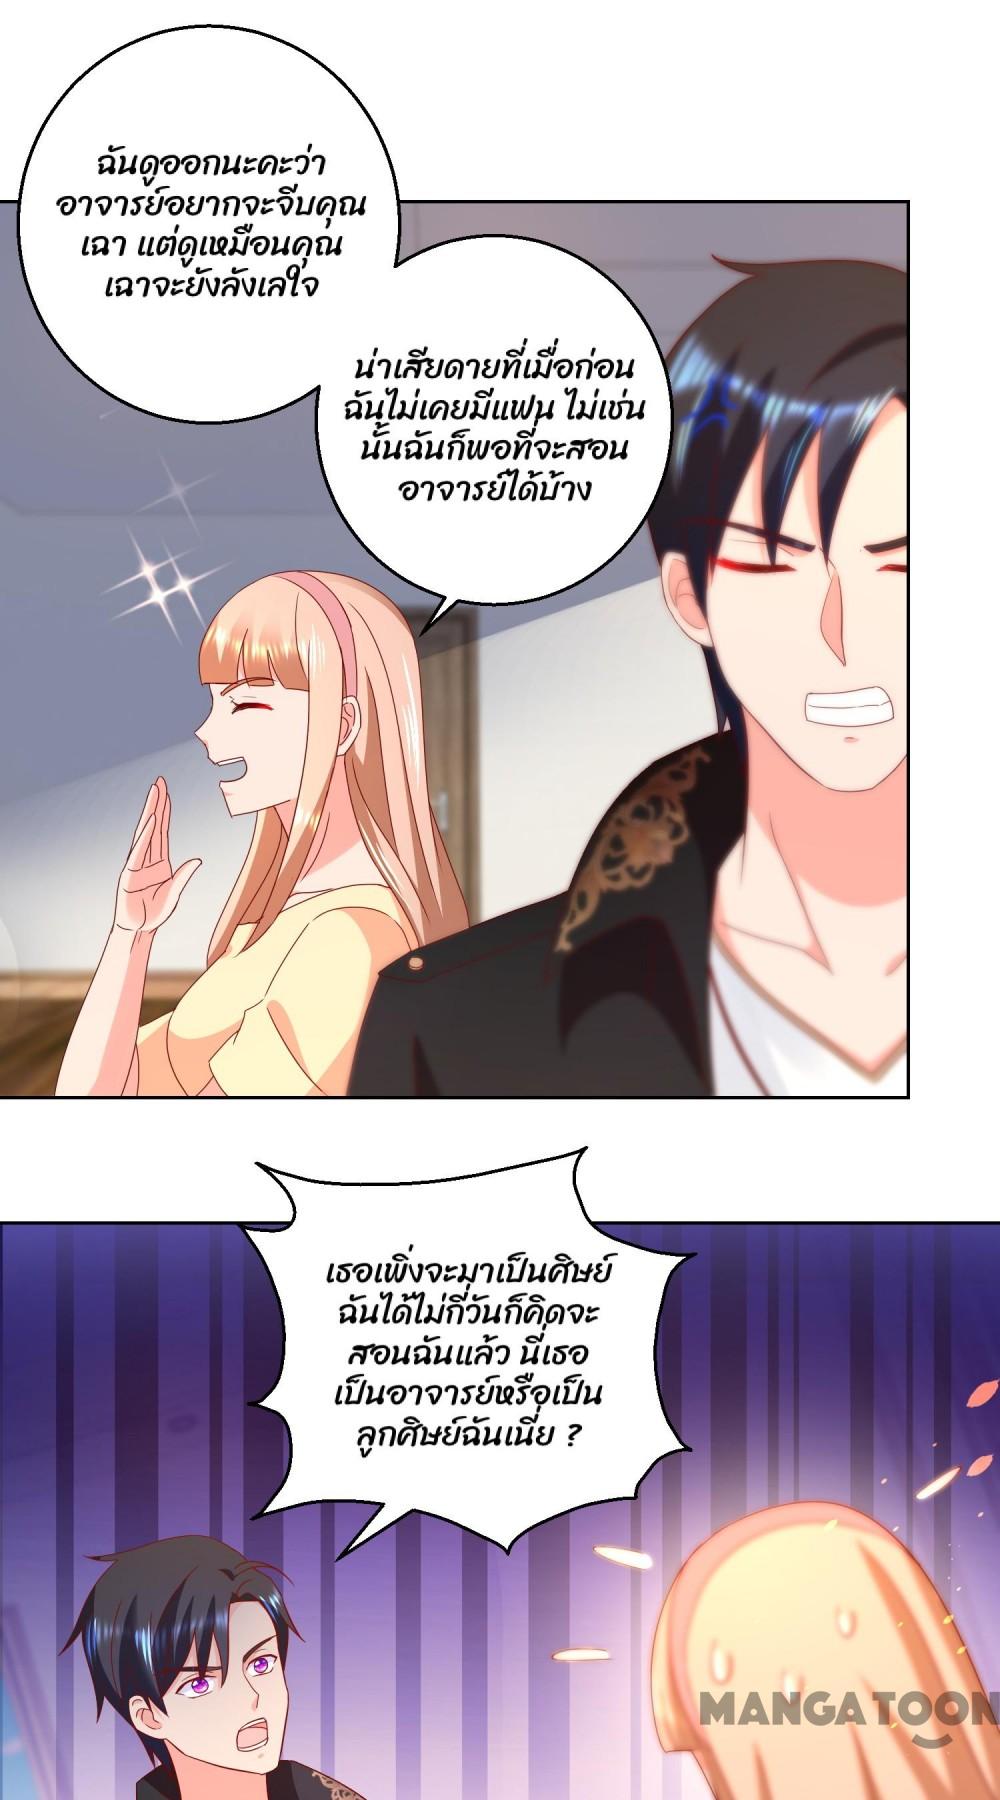 ฉันดูออกนะคะว่า
อาจารย์อยากจะจีบคุณ
เฉา แต่ดูเหมือนคุณ
เฉาจะยังลังเลใจ
น่าเสียดายที่เมื่อก่อน
ฉันไม่เคยมีแฟน ไม่เช่น
นั้นฉันก็พอที่จะสอน
อาจารย์ได้บ้าง
เธอเพิ่งจะมาเป็นศิษย์
ฉันได้ไม่กี่วันก็คิดจะ
สอนฉันแล้ว นี่เธอ
เป็นอาจารย์หรือเป็น
ลูกศิษย์ฉันเนี่ย ?
MANGATOON